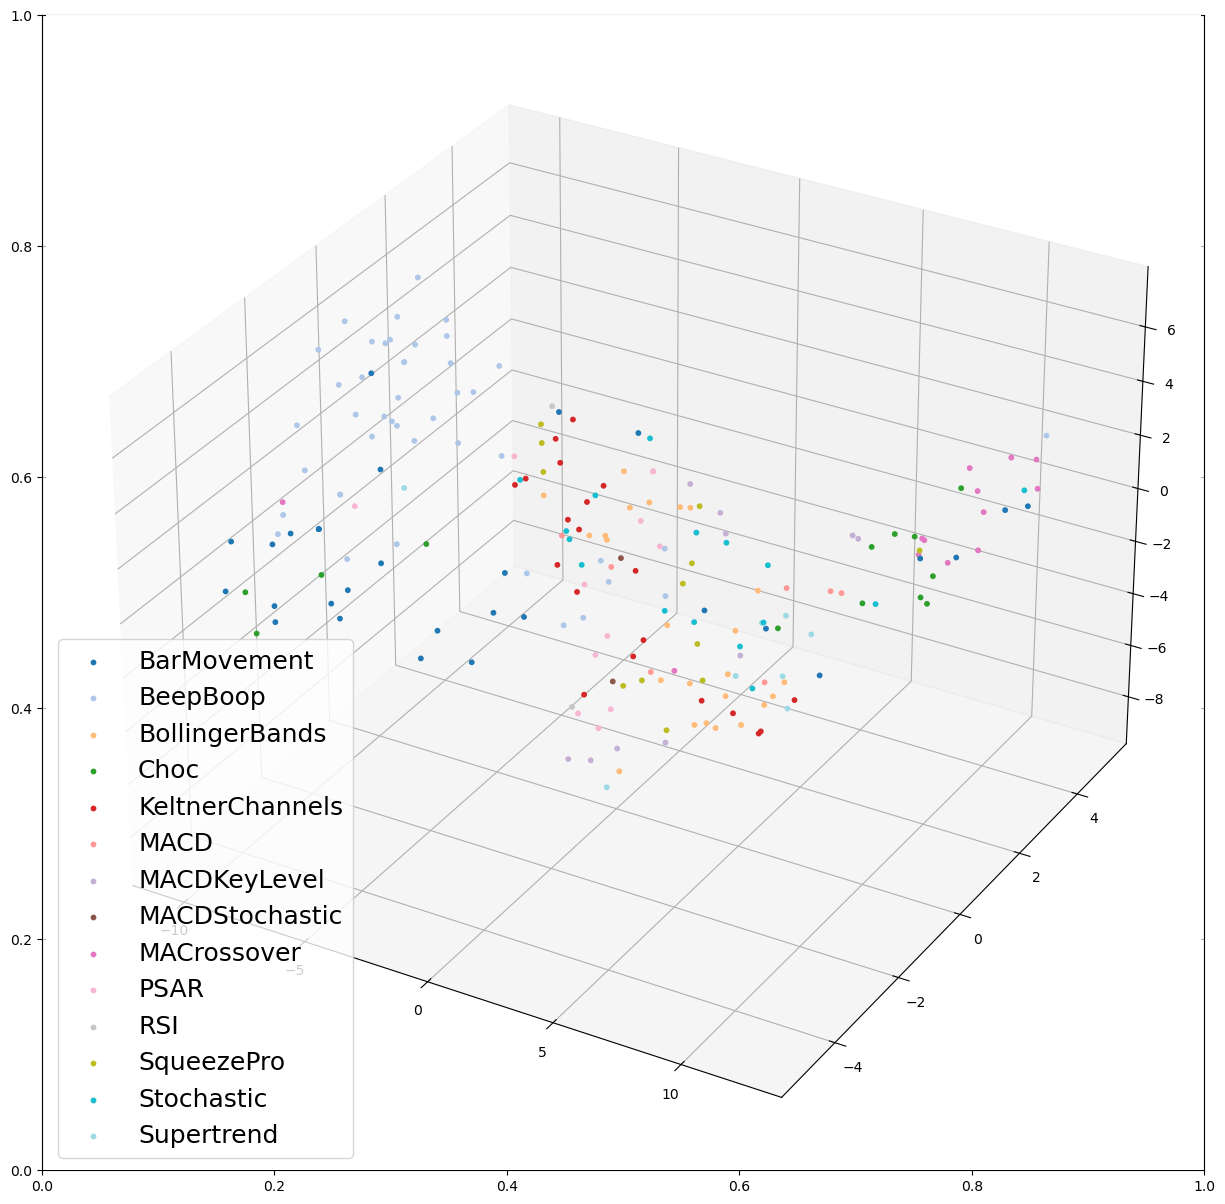 1.0
0.8
0.6
0.4
0.2
0.0
6
4
2
0
−2
−4
−6
−8
4
2
0
−2
−4
−10
−5
0
5
10
BarMovement
BeepBoop
BollingerBands
Choc
KeltnerChannels
MACD
MACDKeyLevel
MACDStochastic
MACrossover
PSAR
RSI
SqueezePro
Stochastic
Supertrend
0.0 0.2 0.4 0.6 0.8 1.0